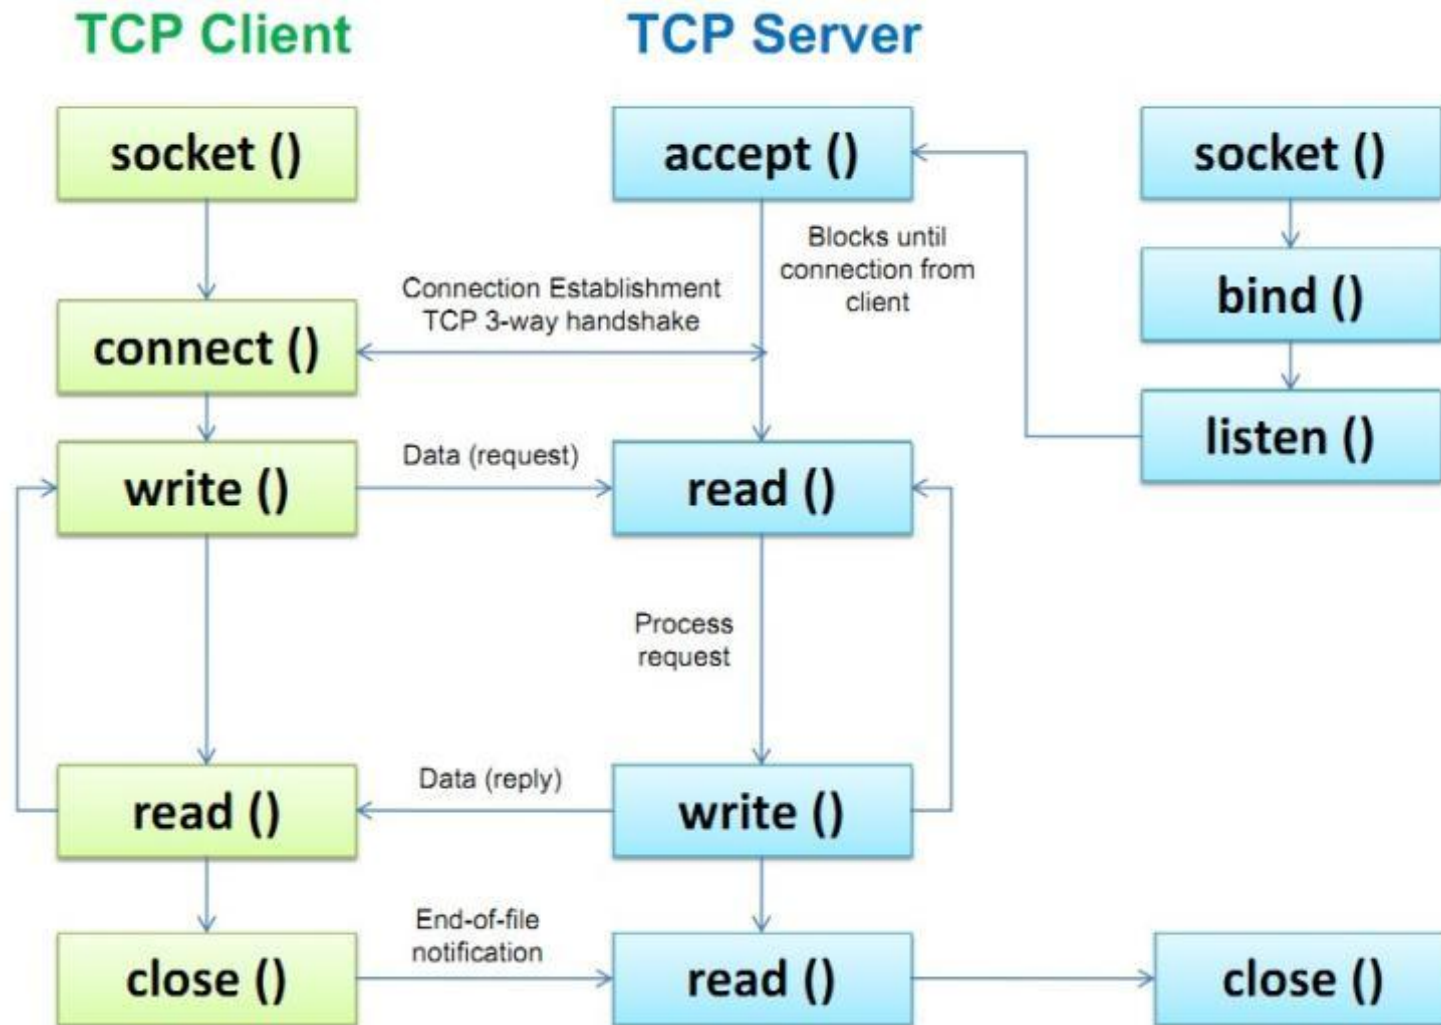 TCP Client
TCP Server
socket ()
accept ()
socket ()
Blocks until
connection from
client
bind ()
Connection Establishment
TCP 3-way handshake
connect ()
listen ()
write ()
Data (request)
read ()
Process
request
read ()
Data (reply)
write ()
End-of-file
notification
close ()
read ()
close ()